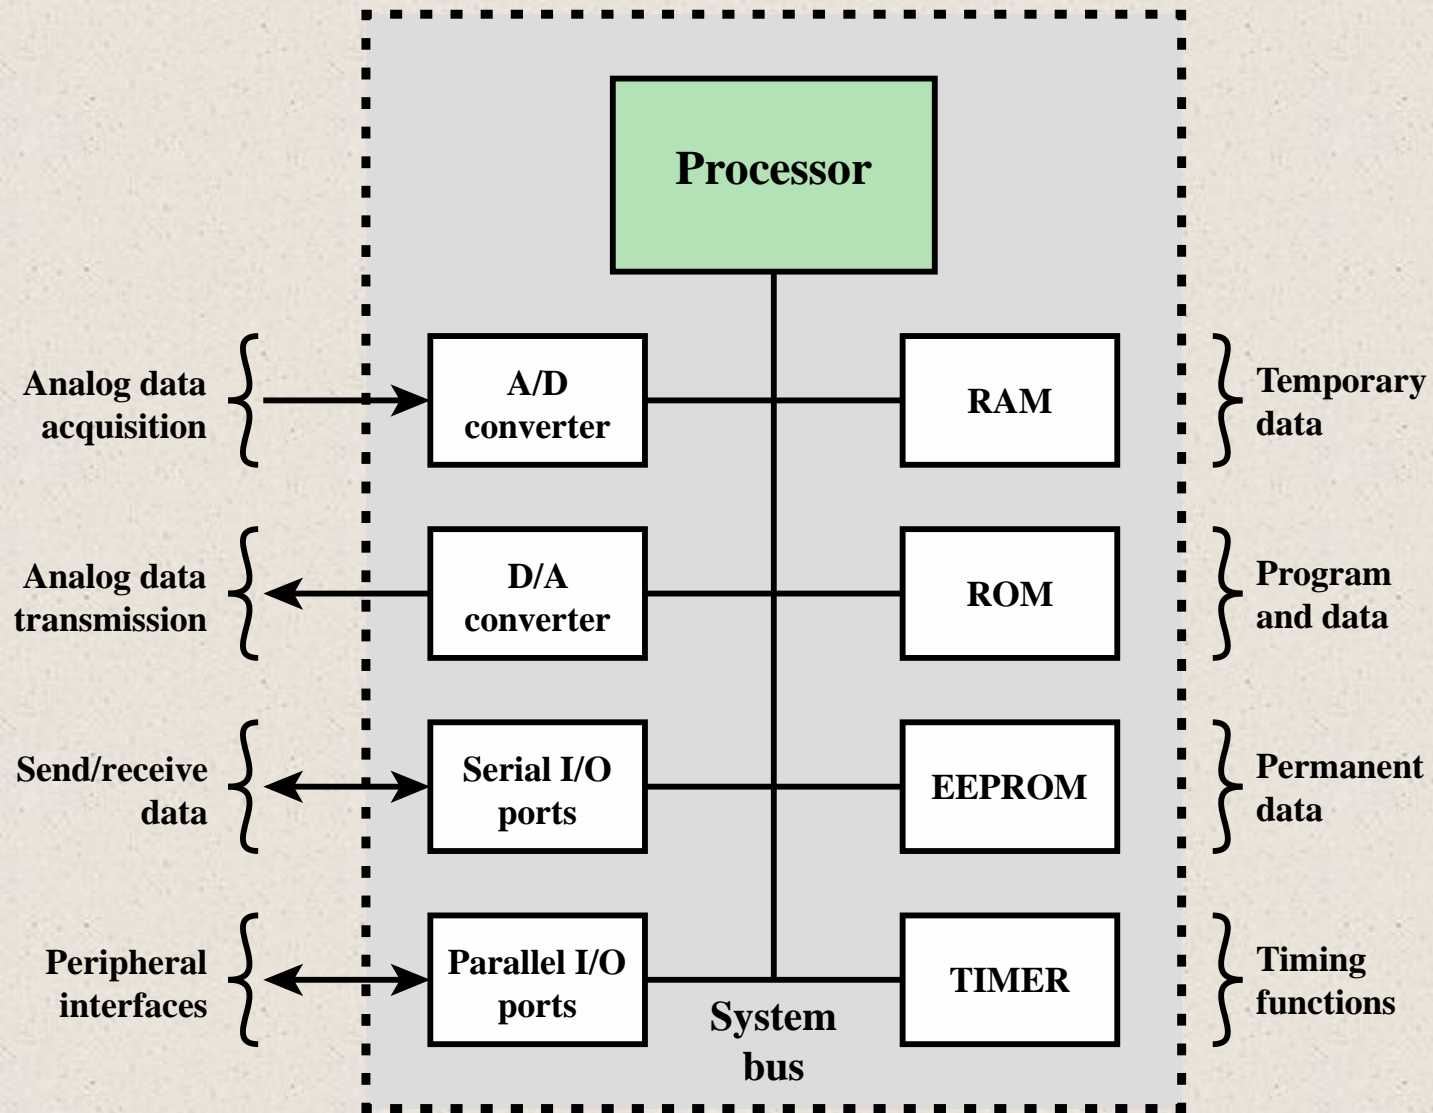 Processor
Analog data
acquisition
A/D
converter
RAM
Temporary
data
Analog data
transmission
D/A
converter
ROM
Program
and data
Send/receive
data
Serial I/O
ports
EEPROM
Permanent
data
Peripheral
interfaces
Parallel I/O
ports
TIMER
Timing
functions
System
bus